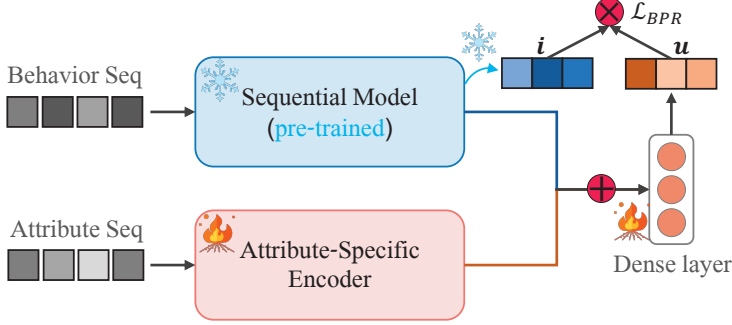 ℒ_BPR
i
u
Behavior Seq
Sequential Model
(pre-trained)
Attribute Seq
Attribute-Specific
Encoder
Dense layer